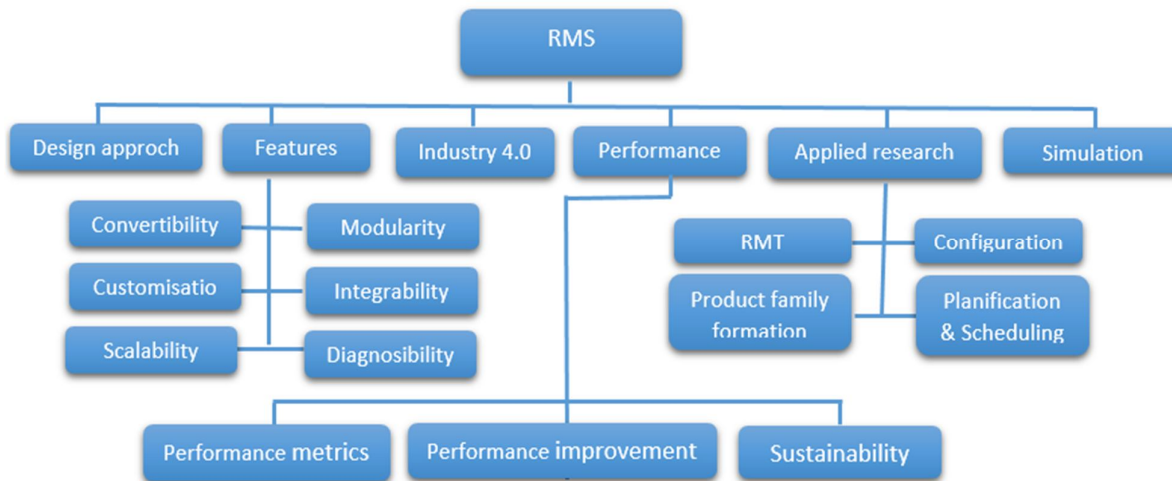 RMS
Design approch
Features
Industry 4.0
Performance
Applied research
Simulation
Convertibility
Modularity
RMT
Configuration
Customisatio
Integrability
Product family
formation
Planification
& Scheduling
Scalability
Diagnosibility
Performance metrics
Performance improvement
Sustainability